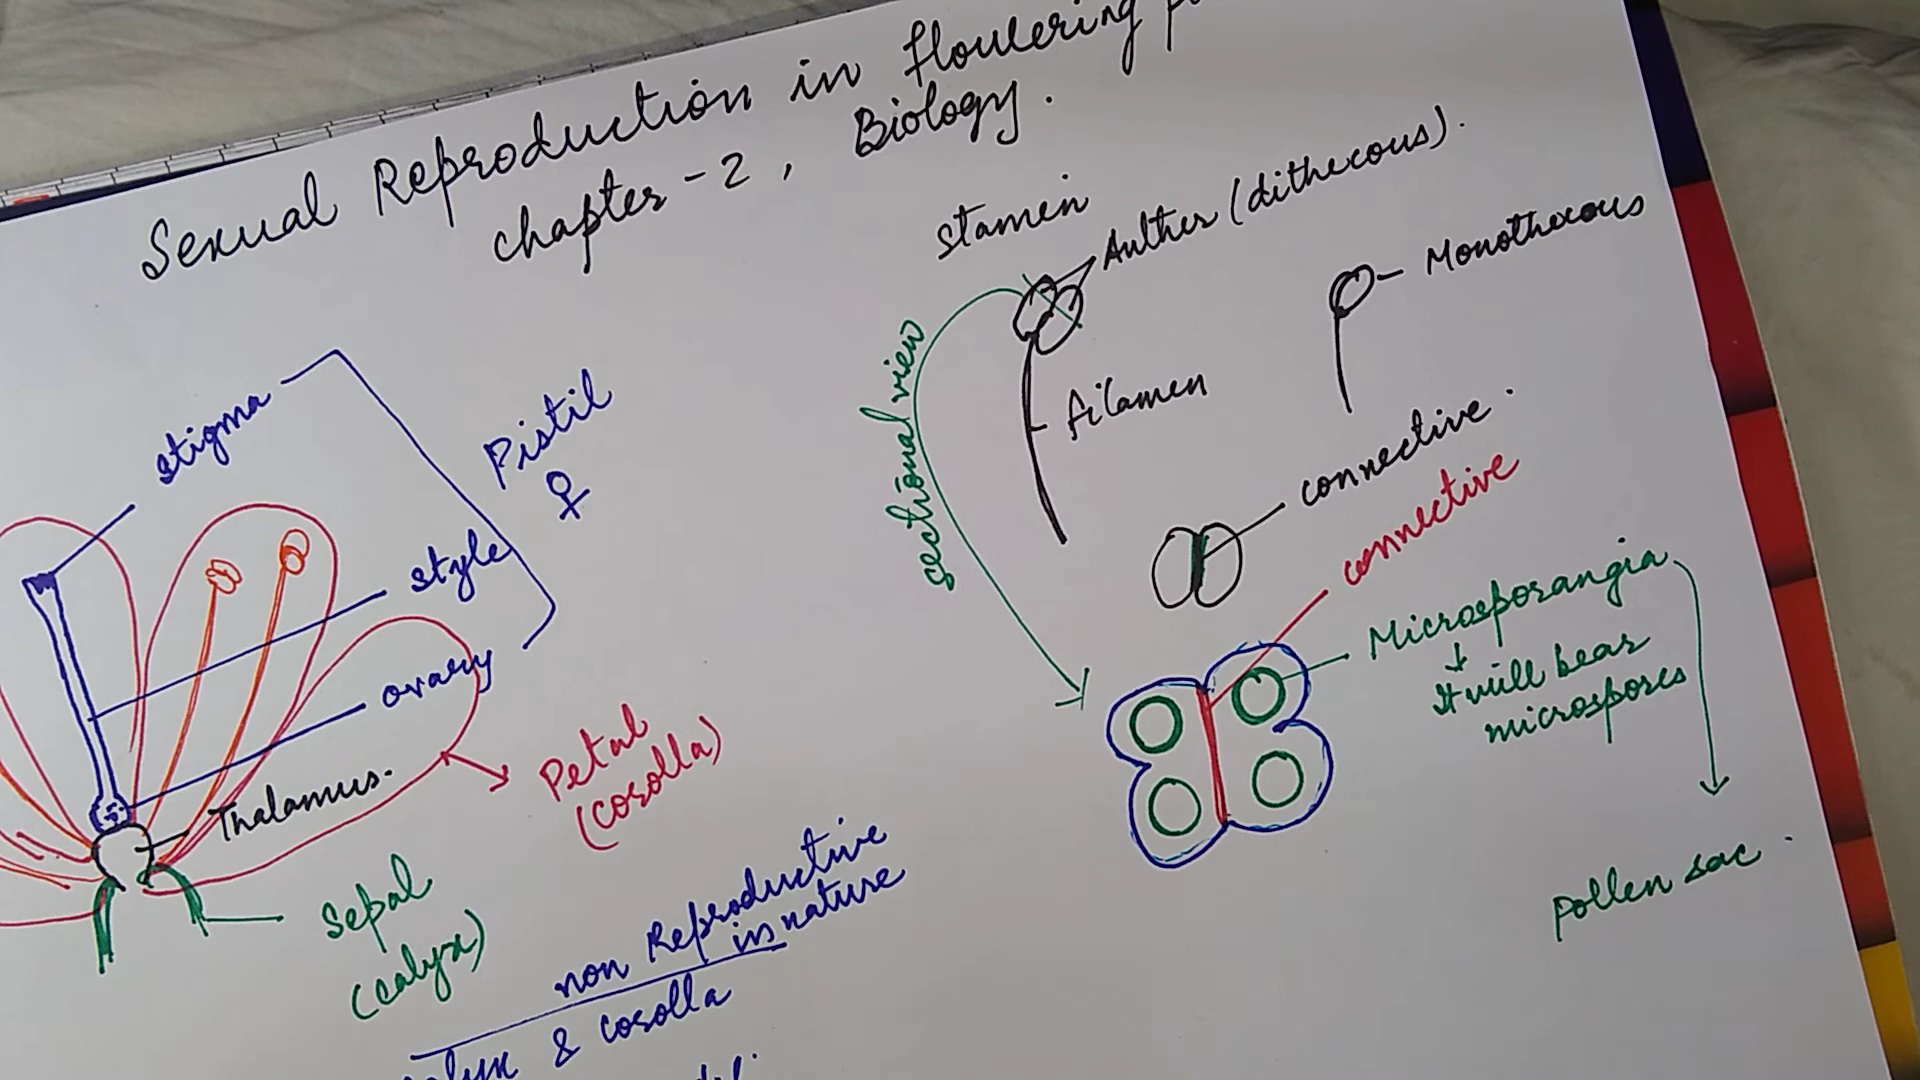 Sexual Reproduction in flowering
chapter-2, Biology.
stamen
Anther (dithecous).
Monothecous
sectional view
filamen
connective.
connective
Microsporangia
It will bear
microspores
pollen sac.
stigma
Pistil
♀
style
ovary
Thalamus.
Petal
(corolla)
Sepal
(calyx)
non Reproductive
in nature
& corolla